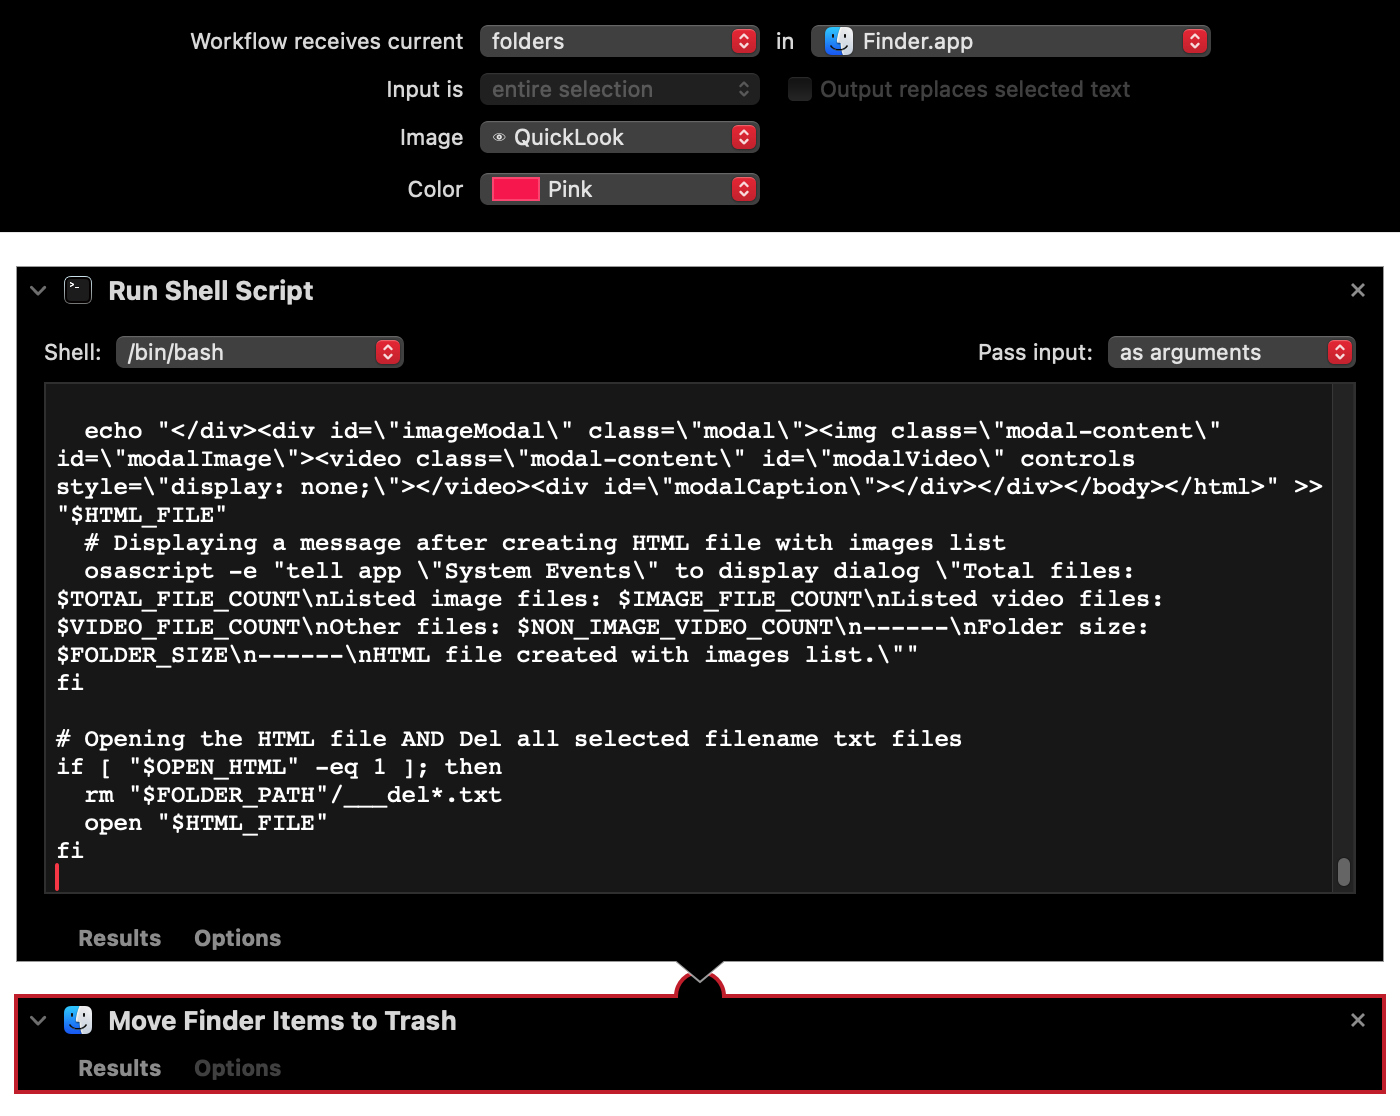 Workflow receives current folders in Finder.app
Input is entire selection Output replaces selected text
Image QuickLook
Color Pink
Run Shell Script
Shell: /bin/bash Pass input: as arguments
echo "</div><div id=\"imageModal\" class=\"modal\"><img class=\"modal-content\"
id=\"modalImage\"><video class=\"modal-content\" id=\"modalVideo\" controls
style=\"display: none;\"></video><div id=\"modalCaption\"></div></div></body></html>" >>
"$HTML_FILE"
# Displaying a message after creating HTML file with images list
osascript -e "tell app \"System Events\" to display dialog \"Total files:
$TOTAL_FILE_COUNT\nListed image files: $IMAGE_FILE_COUNT\nListed video files:
$VIDEO_FILE_COUNT\nOther files: $NON_IMAGE_VIDEO_COUNT\n------\nFolder size:
$FOLDER_SIZE\n------\nHTML file created with images list.\""
fi
# Opening the HTML file AND Del all selected filename txt files
if [ "$OPEN_HTML" -eq 1 ]; then
rm "$FOLDER_PATH"/___del*.txt
open "$HTML_FILE"
fi
Results Options
Move Finder Items to Trash
Results Options